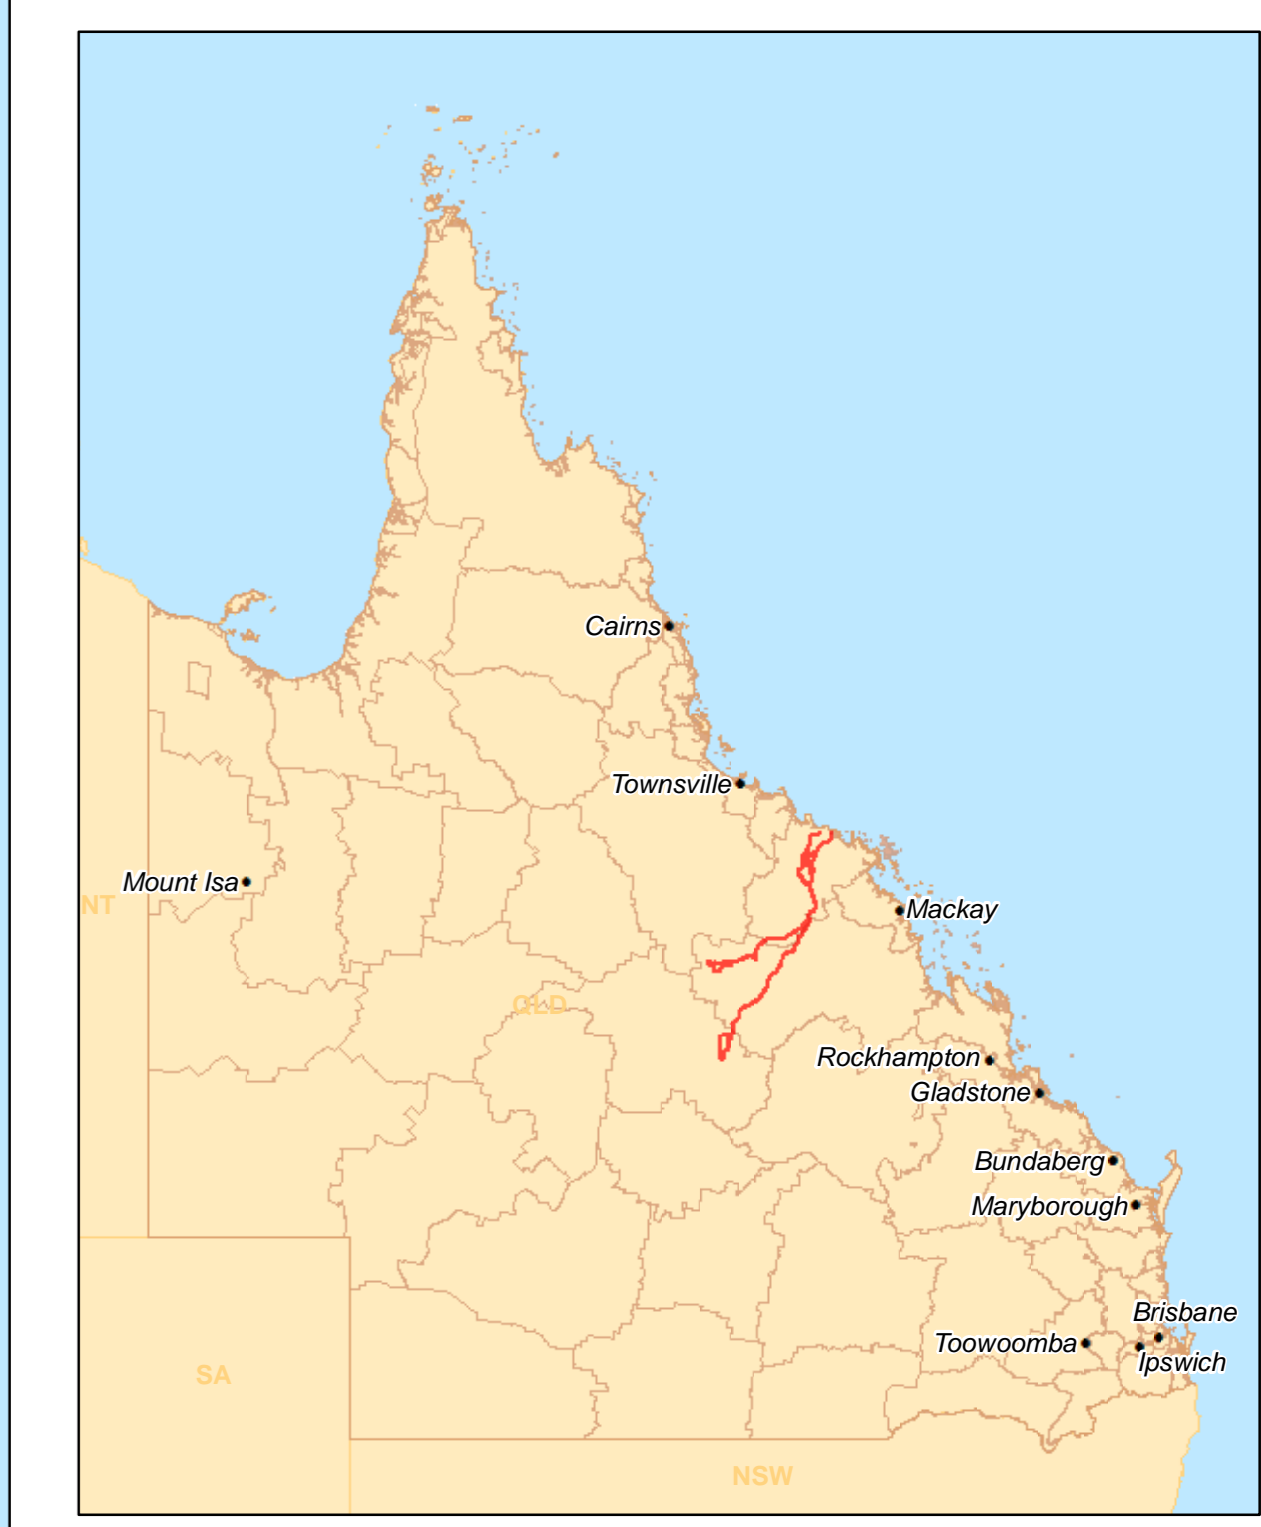 Cairns
Townsville
Mount Isa
NT
Mackay
QLD
Rockhampton
Gladstone
Bundaberg
Maryborough
Brisbane
Toowoomba
Ipswich
SA
NSW